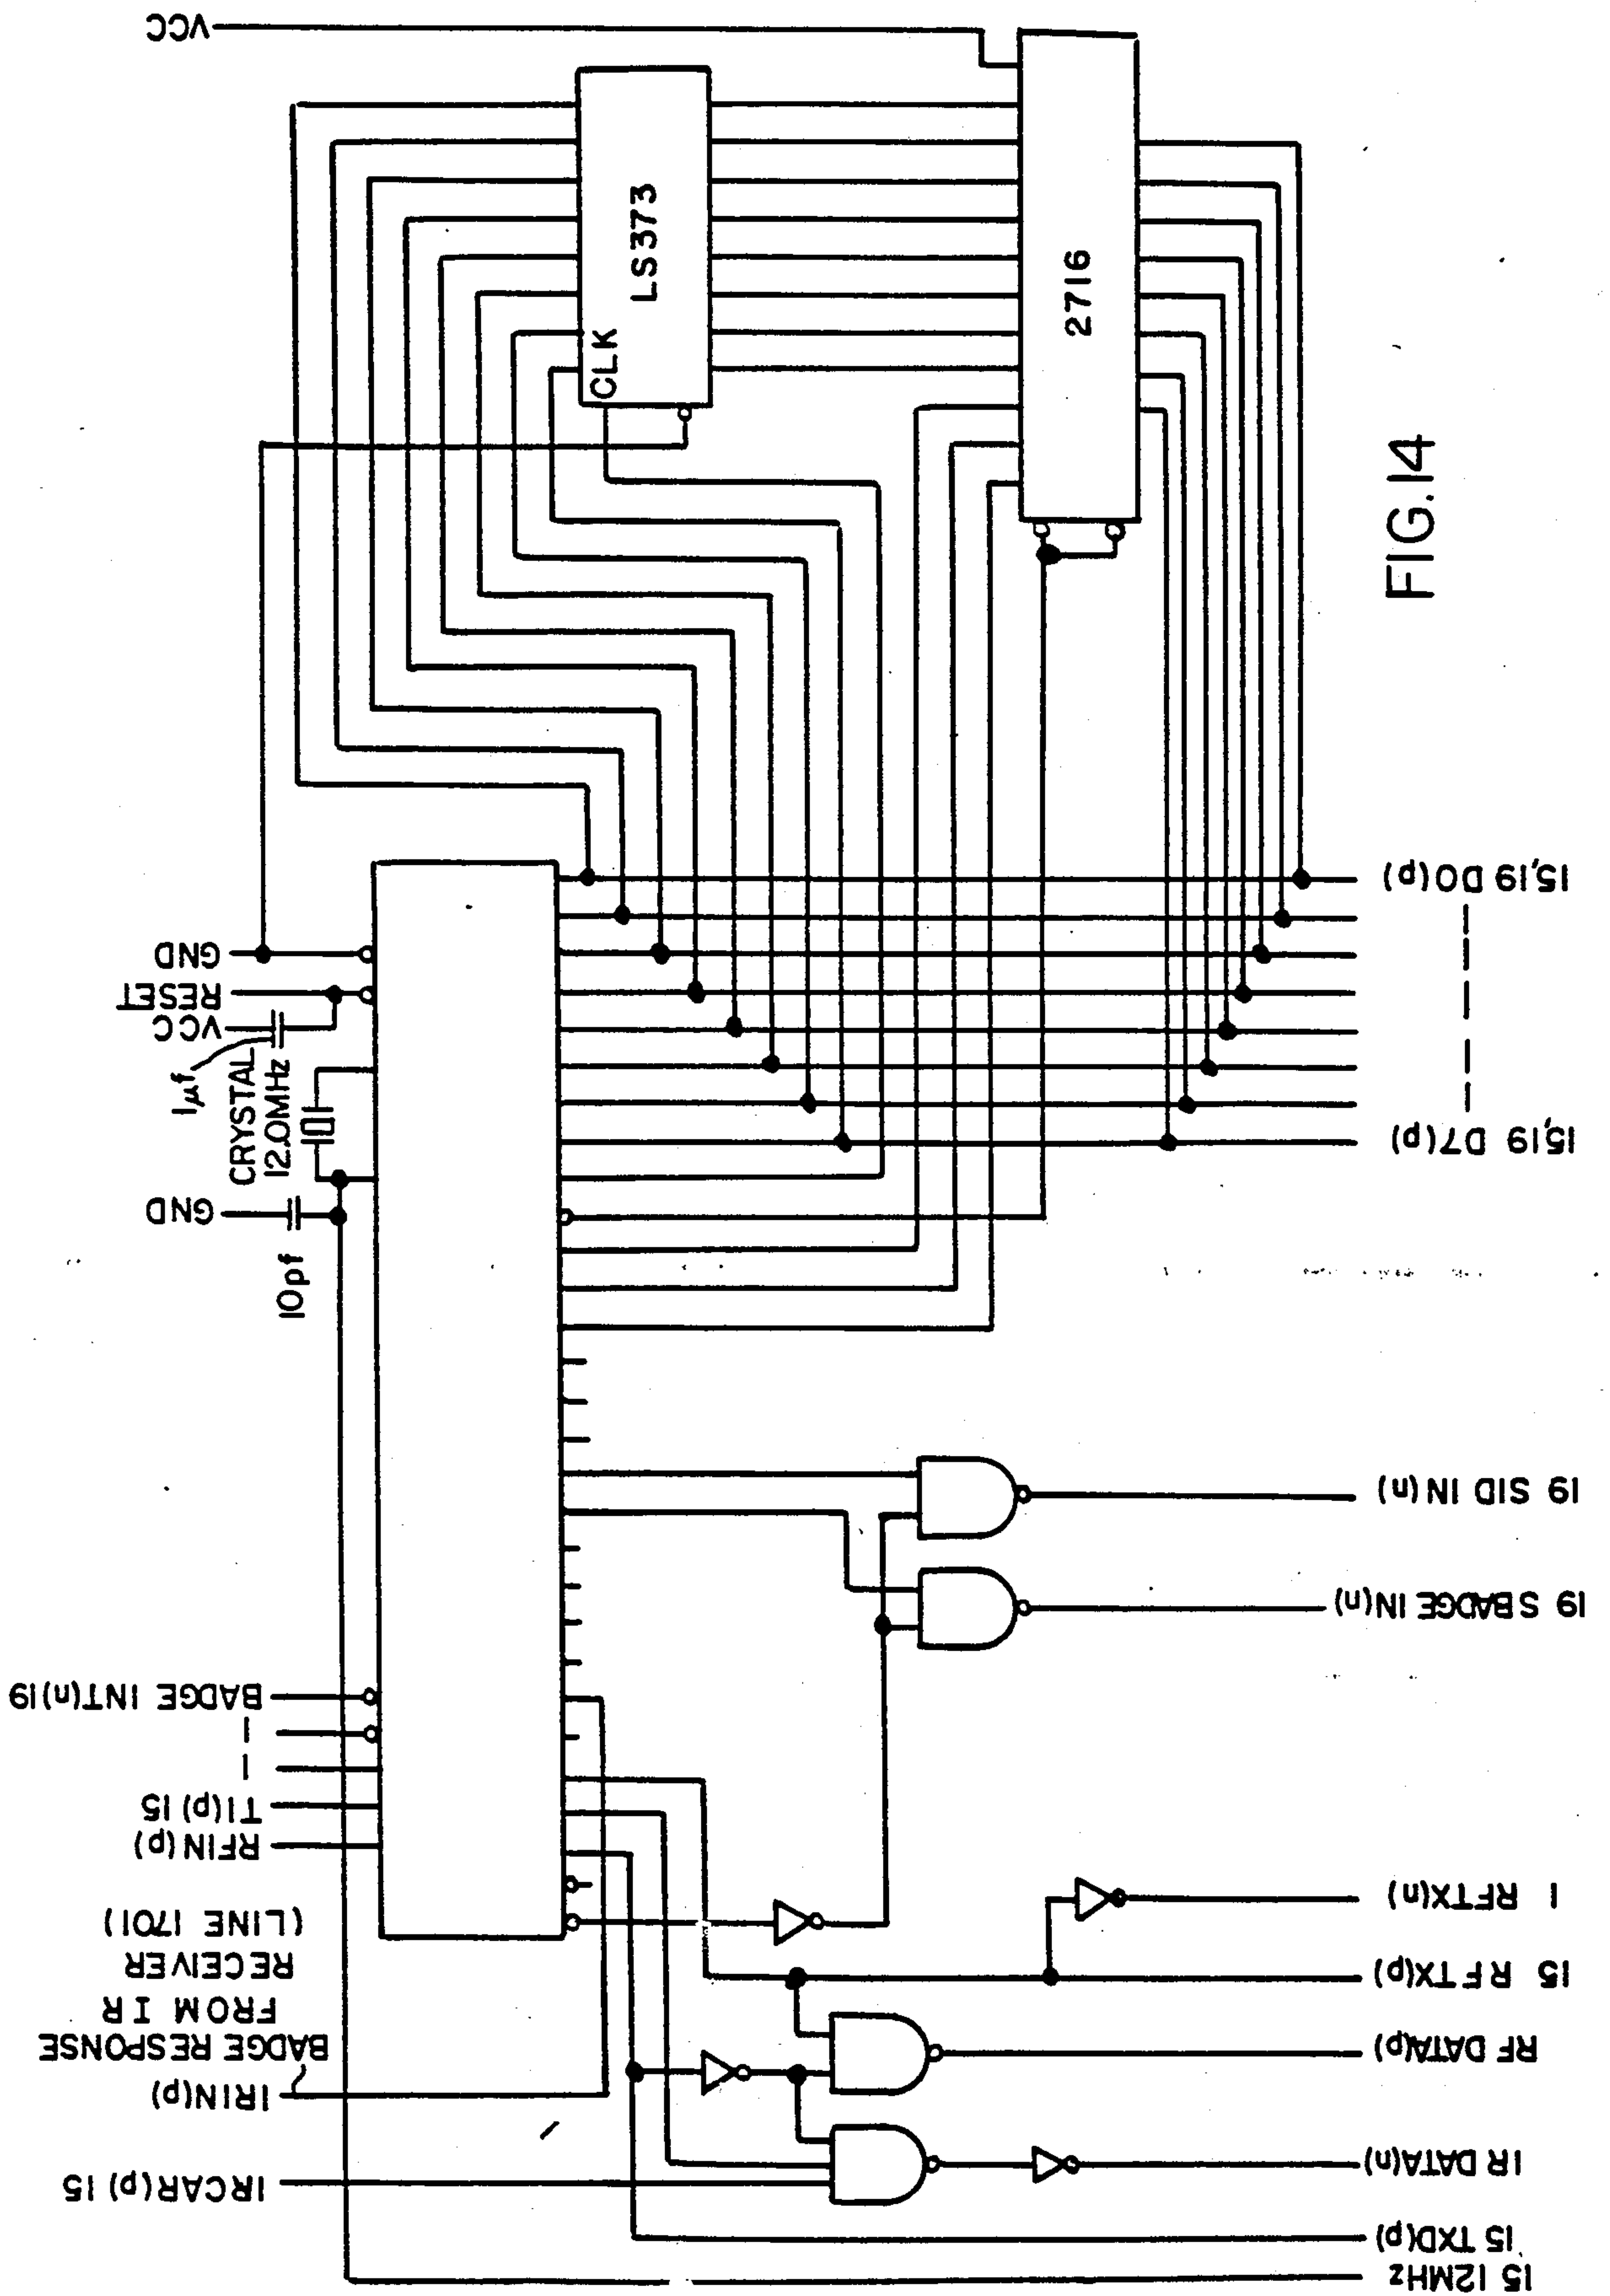 VCC
LS373
CLK
2716
FIG.14
GND
RESET
VCC
1µf
CRYSTAL
12.0MHz
GND
10pf
15,19 D0(p)
15,19 D7(p)
19 SID IN(n)
19 SBADGE IN(n)
BADGE INT(n)19
1
1
T1(p) 15
RFIN(p)
(LINE 1701)
RECEIVER
FROM IR
BADGE RESPONSE
IRIN(p)
IRCAR(p) 15
1 RFTX(n)
15 RFTX(p)
RF DATA(p)
IR DATA(n)
15 TXD(p)
15 12MHz